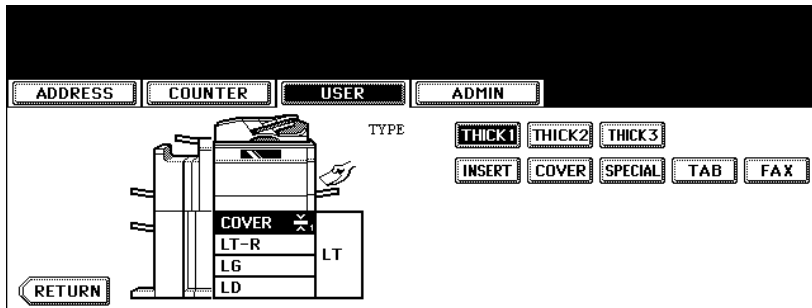 ADDRESS COUNTER USER ADMIN
TYPE THICK1 THICK2 THICK3
INSERT COVER SPECIAL TAB FAX
COVER 1
LT-R
LT
LG
LD
RETURN